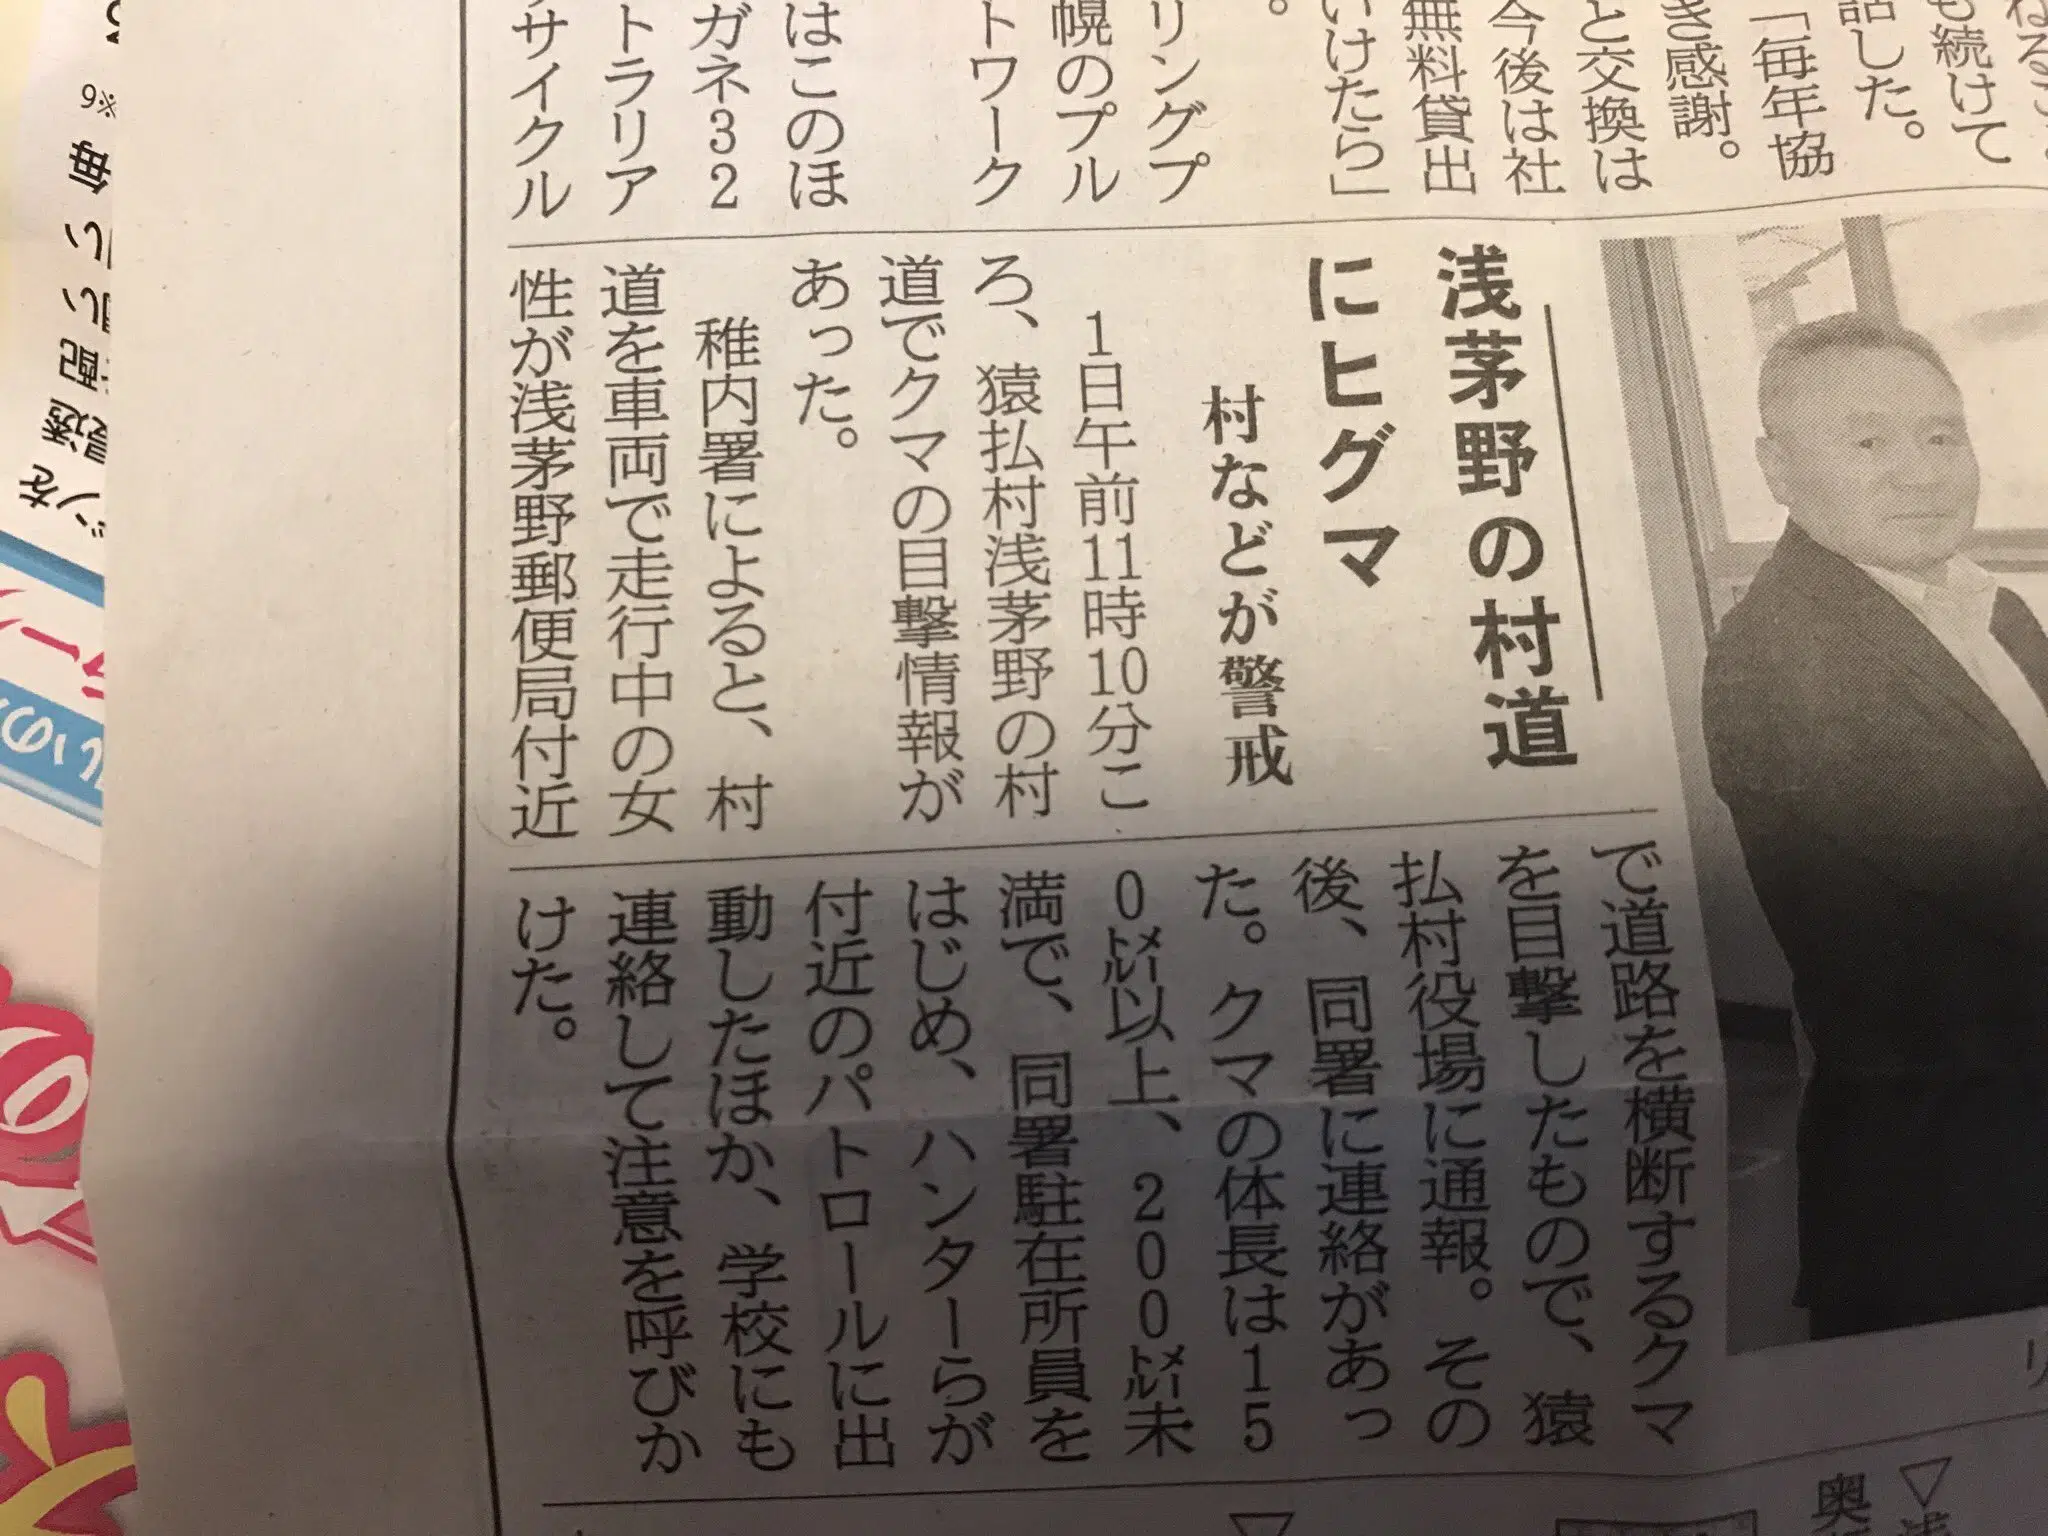 も続けて
話した。
「毎年協
き感謝。
と交換は
今後は社
無料貸出
いけたら」
。
リングプ
幌のプル
トワーク
はこのほ
ガネ32
トラリア
サイクル
浅茅野の村道
にヒグマ
村などが警戒
1日午前11時10分こ
ろ、猿払村浅茅野の村
道でクマの目撃情報が
あった。
稚内署によると、村
道を車両で走行中の女
性が浅茅野郵便局付近
で道路を横断するクマ
を目撃したもので、猿
払村役場に通報。その
後、同署に連絡があっ
た。クマの体長は15
0㍍以上、200㍍未
満で、同署駐在所員を
はじめ、ハンターらが
付近のパトロールに出
動したほか、学校にも
連絡して注意を呼びか
けた。
▽
奥
▽
※9
毎